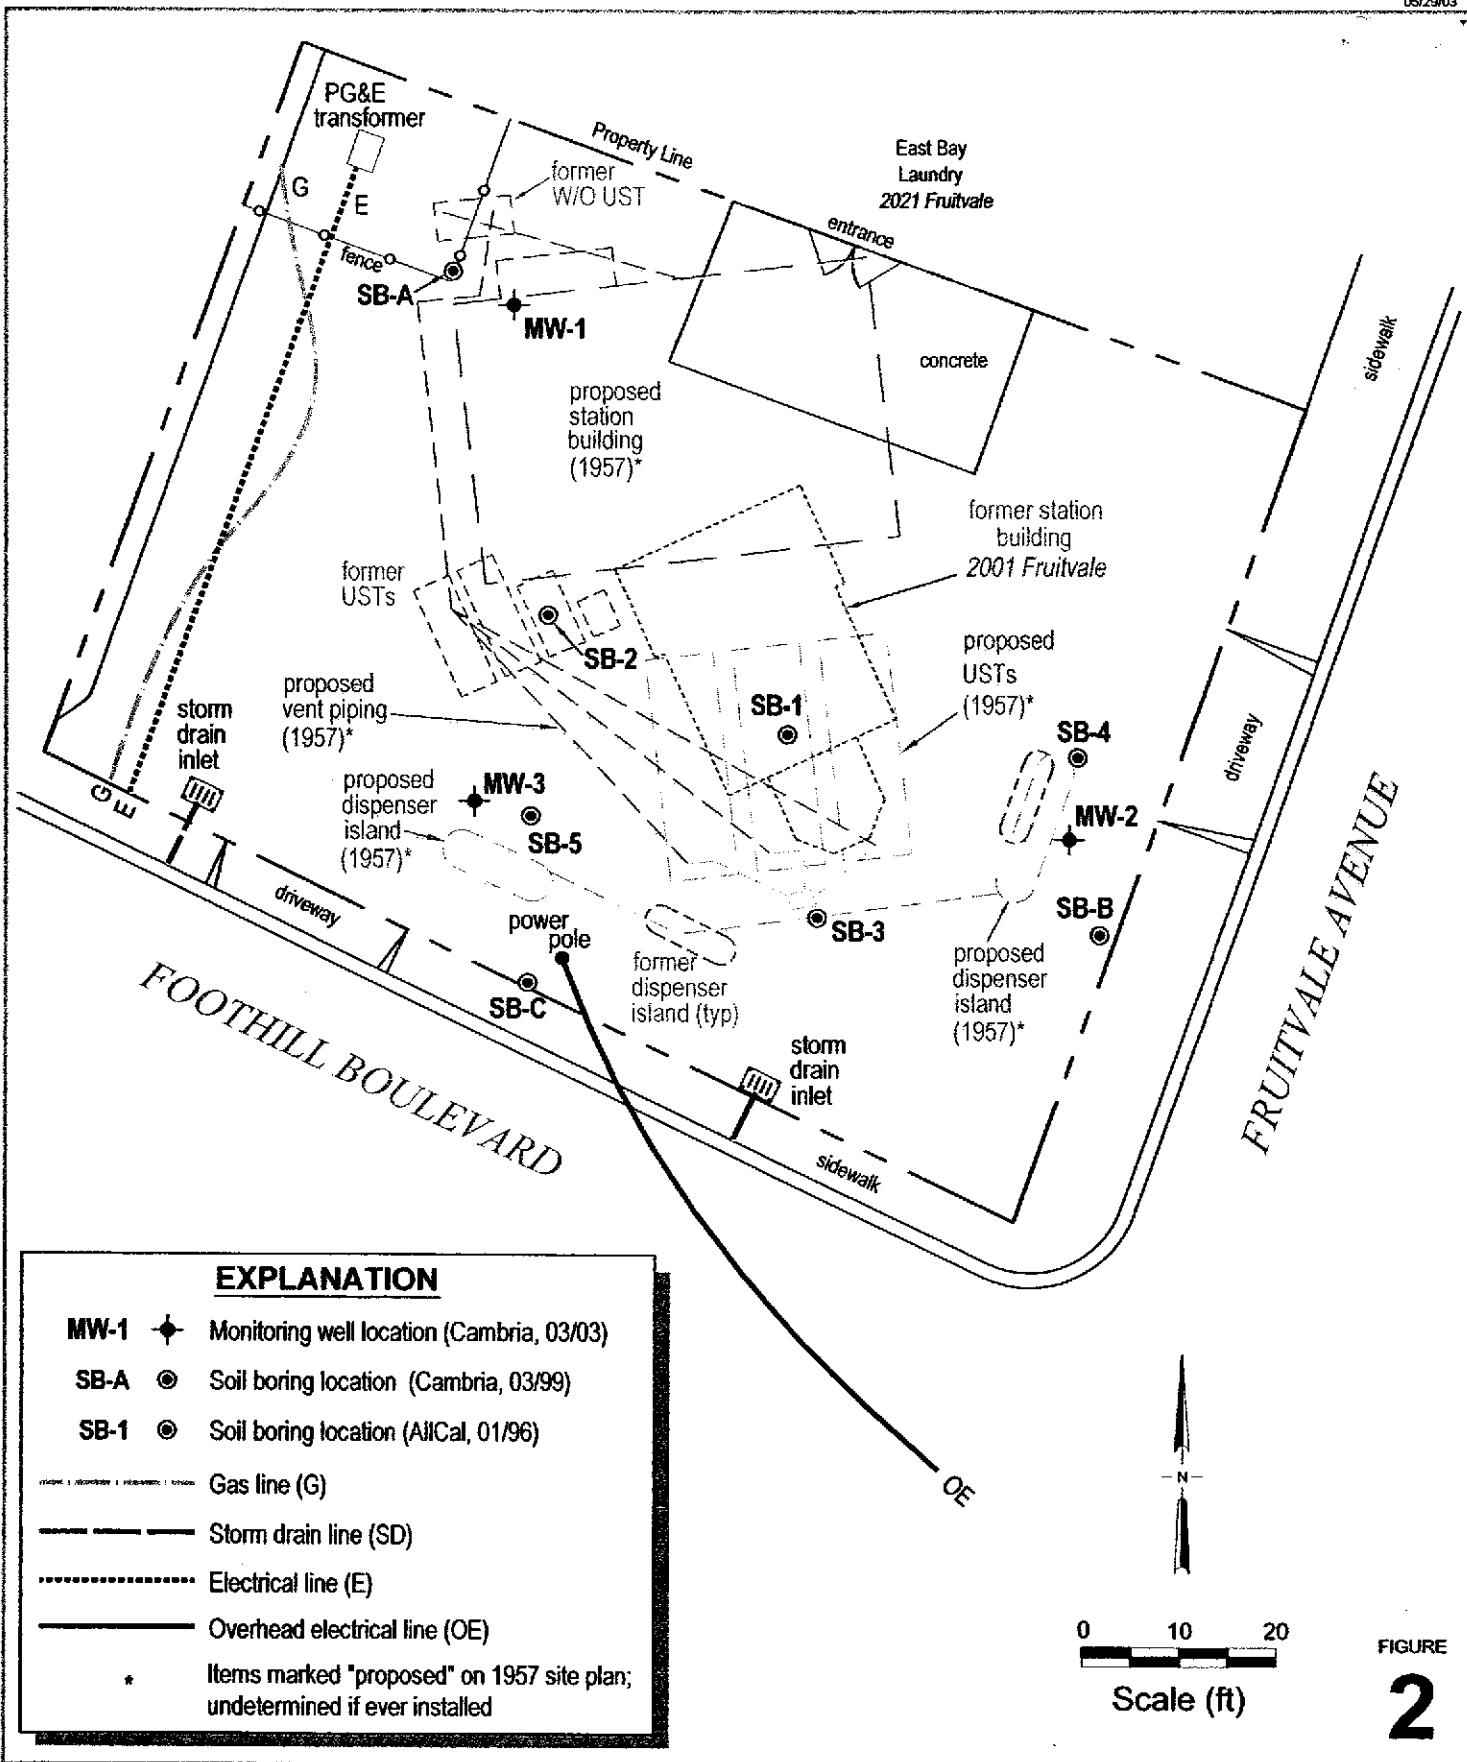 05/29/03
PG&E
transformer
Property Line
East Bay
Laundry
2021 Fruitvale
former
W/O UST
G
E
entrance
fence
SB-A
MW-1
sidewalk
concrete
proposed
station
building
(1957)*
former station
building
2001 Fruitvale
former
USTs
SB-2
proposed
USTs
(1957)*
proposed
vent piping
(1957)*
storm
drain
inlet
SB-1
SB-4
driveway
G
E
proposed
dispenser
island
(1957)*
MW-3
SB-5
MW-2
driveway
power
pole
SB-3
SB-B
former
dispenser
island (typ)
proposed
dispenser
island
(1957)*
SB-C
FOOTHILL BOULEVARD
FRUITVALE AVENUE
storm
drain
inlet
sidewalk
OE
EXPLANATION
MW-1 Monitoring well location (Cambria, 03/03)
SB-A Soil boring location (Cambria, 03/99)
SB-1 Soil boring location (AllCal, 01/96)
Gas line (G)
Storm drain line (SD)
Electrical line (E)
Overhead electrical line (OE)
* Items marked "proposed" on 1957 site plan;
undetermined if ever installed
N
0 10 20
Scale (ft)
FIGURE
2